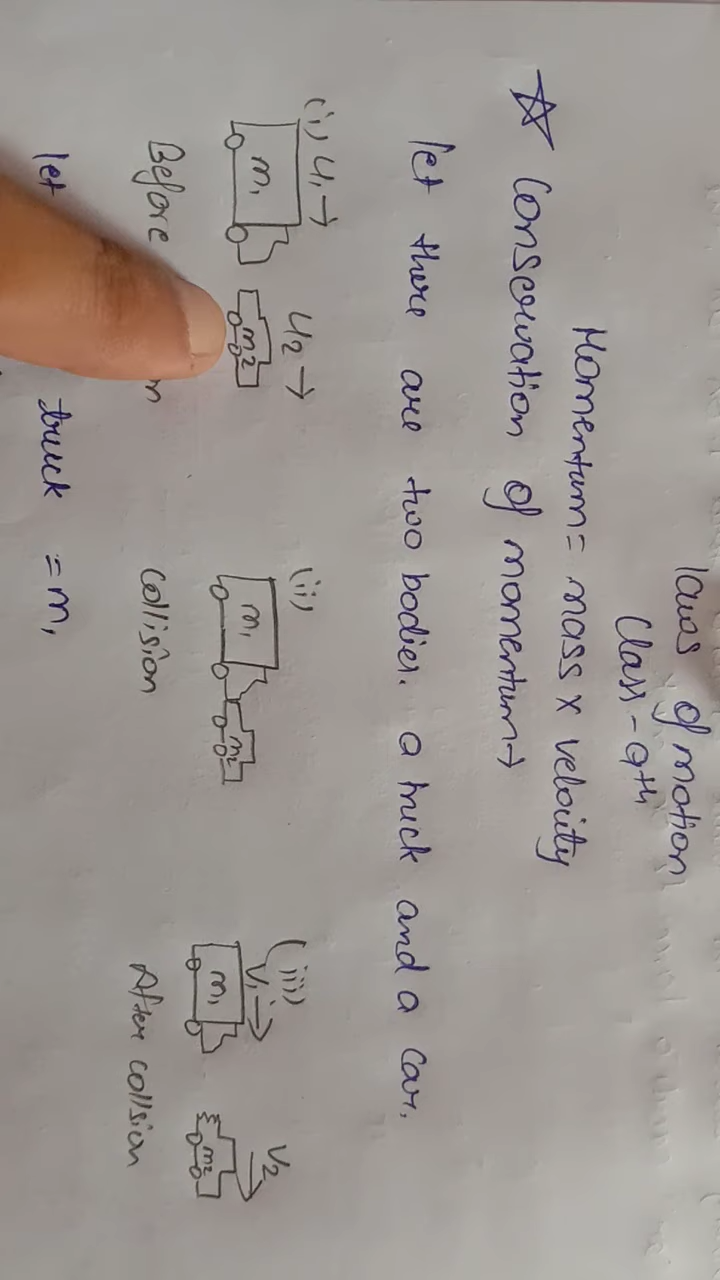 laws of motion
Class - 9th
Momentum = mass x velocity
☆ Conservation of momentum →
let there are two bodies. a truck and a car.
(i) u₁ → u₂ → (ii) (iii) V₁ → V₂ →
m₁ m₂ m₁ m₂ m₁ m₂
Before collision After collsion
let truck = m₁